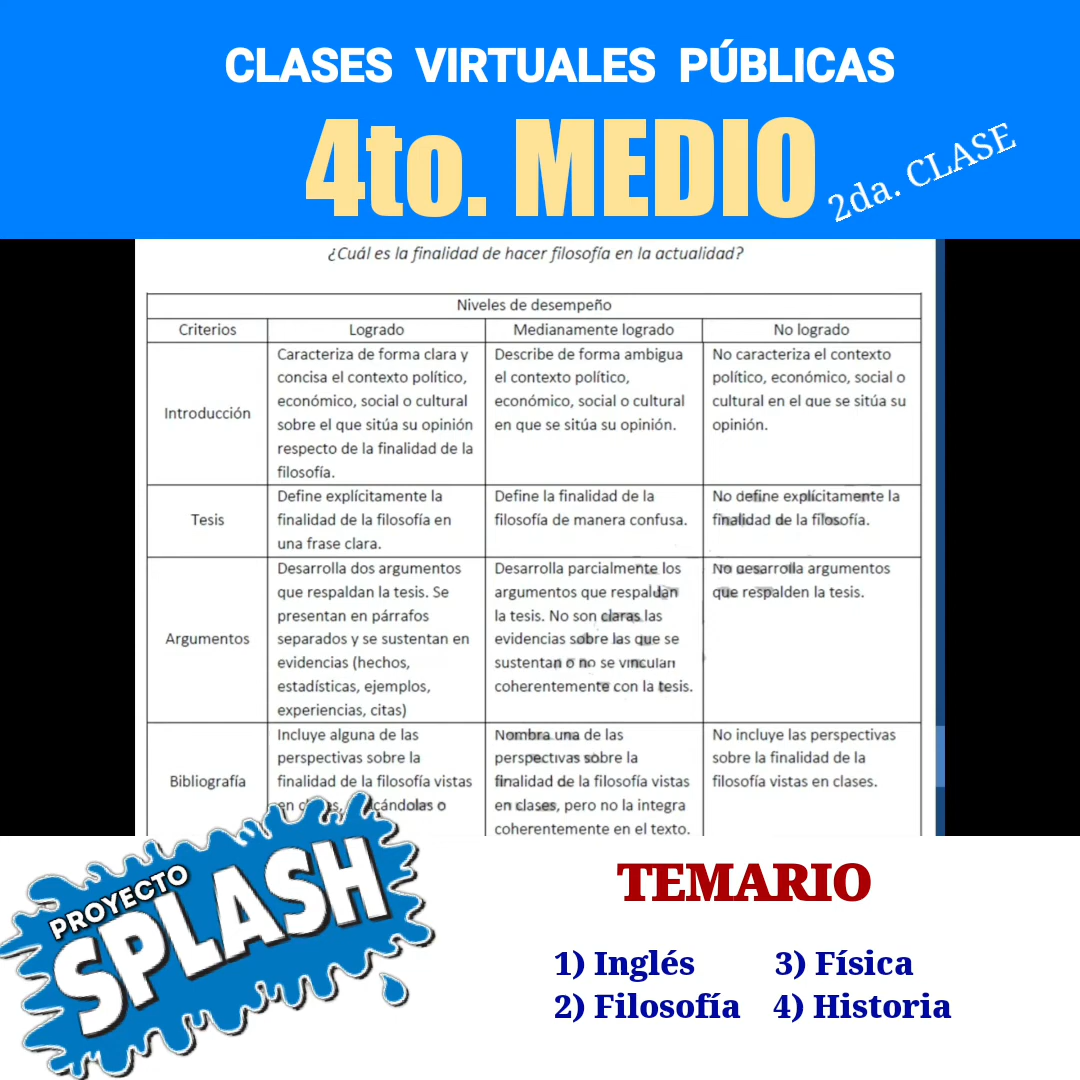 CLASES VIRTUALES PÚBLICAS
4to. MEDIO
2da. CLASE
¿Cuál es la finalidad de hacer filosofía en la actualidad?
Niveles de desempeño
Criterios
Logrado
Medianamente logrado
No logrado
Introducción
Caracteriza de forma clara y
concisa el contexto político,
económico, social o cultural
sobre el que sitúa su opinión
respecto de la finalidad de la
filosofía.
Describe de forma ambigua
el contexto político,
económico, social o cultural
en que se sitúa su opinión.
No caracteriza el contexto
político, económico, social o
cultural en el que se sitúa su
opinión.
Tesis
Define explícitamente la
finalidad de la filosofía en
una frase clara.
Define la finalidad de la
filosofía de manera confusa.
No define explícitamente la
finalidad de la filosofía.
Argumentos
Desarrolla dos argumentos
que respaldan la tesis. Se
presentan en párrafos
separados y se sustentan en
evidencias (hechos,
estadísticas, ejemplos,
experiencias, citas)
Desarrolla parcialmente los
argumentos que respaldan
la tesis. No son claras las
evidencias sobre las que se
sustentan o no se vinculan
coherentemente con la tesis.
No desarrolla argumentos
que respalden la tesis.
Bibliografía
Incluye alguna de las
perspectivas sobre la
finalidad de la filosofía vistas
en
Nombra una de las
perspectivas sobre la
finalidad de la filosofía vistas
en clases, pero no la integra
coherentemente en el texto.
No incluye las perspectivas
sobre la finalidad de la
filosofía vistas en clases.
PROYECTO
SPLASH
TEMARIO
1) Inglés
2) Filosofía
3) Física
4) Historia